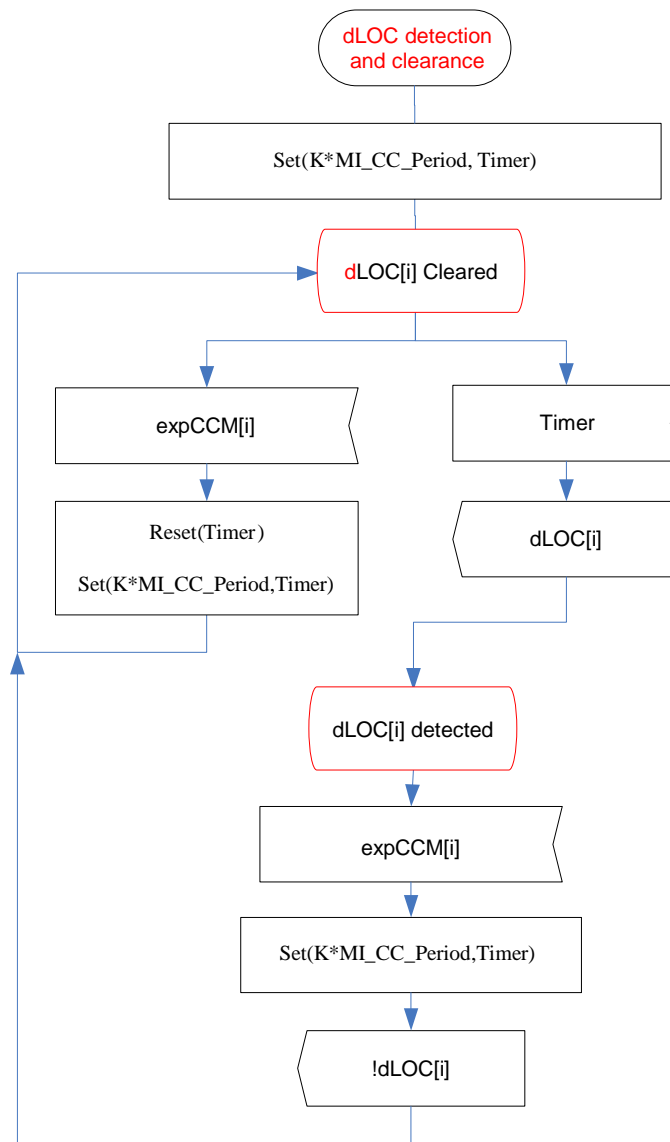 dLOC detection
and clearance
Set(K*MI_CC_Period, Timer)
dLOC[i] Cleared
expCCM[i]
Timer
Reset(Timer)
Set(K*MI_CC_Period,Timer)
dLOC[i]
dLOC[i] detected
expCCM[i]
Set(K*MI_CC_Period,Timer)
!dLOC[i]